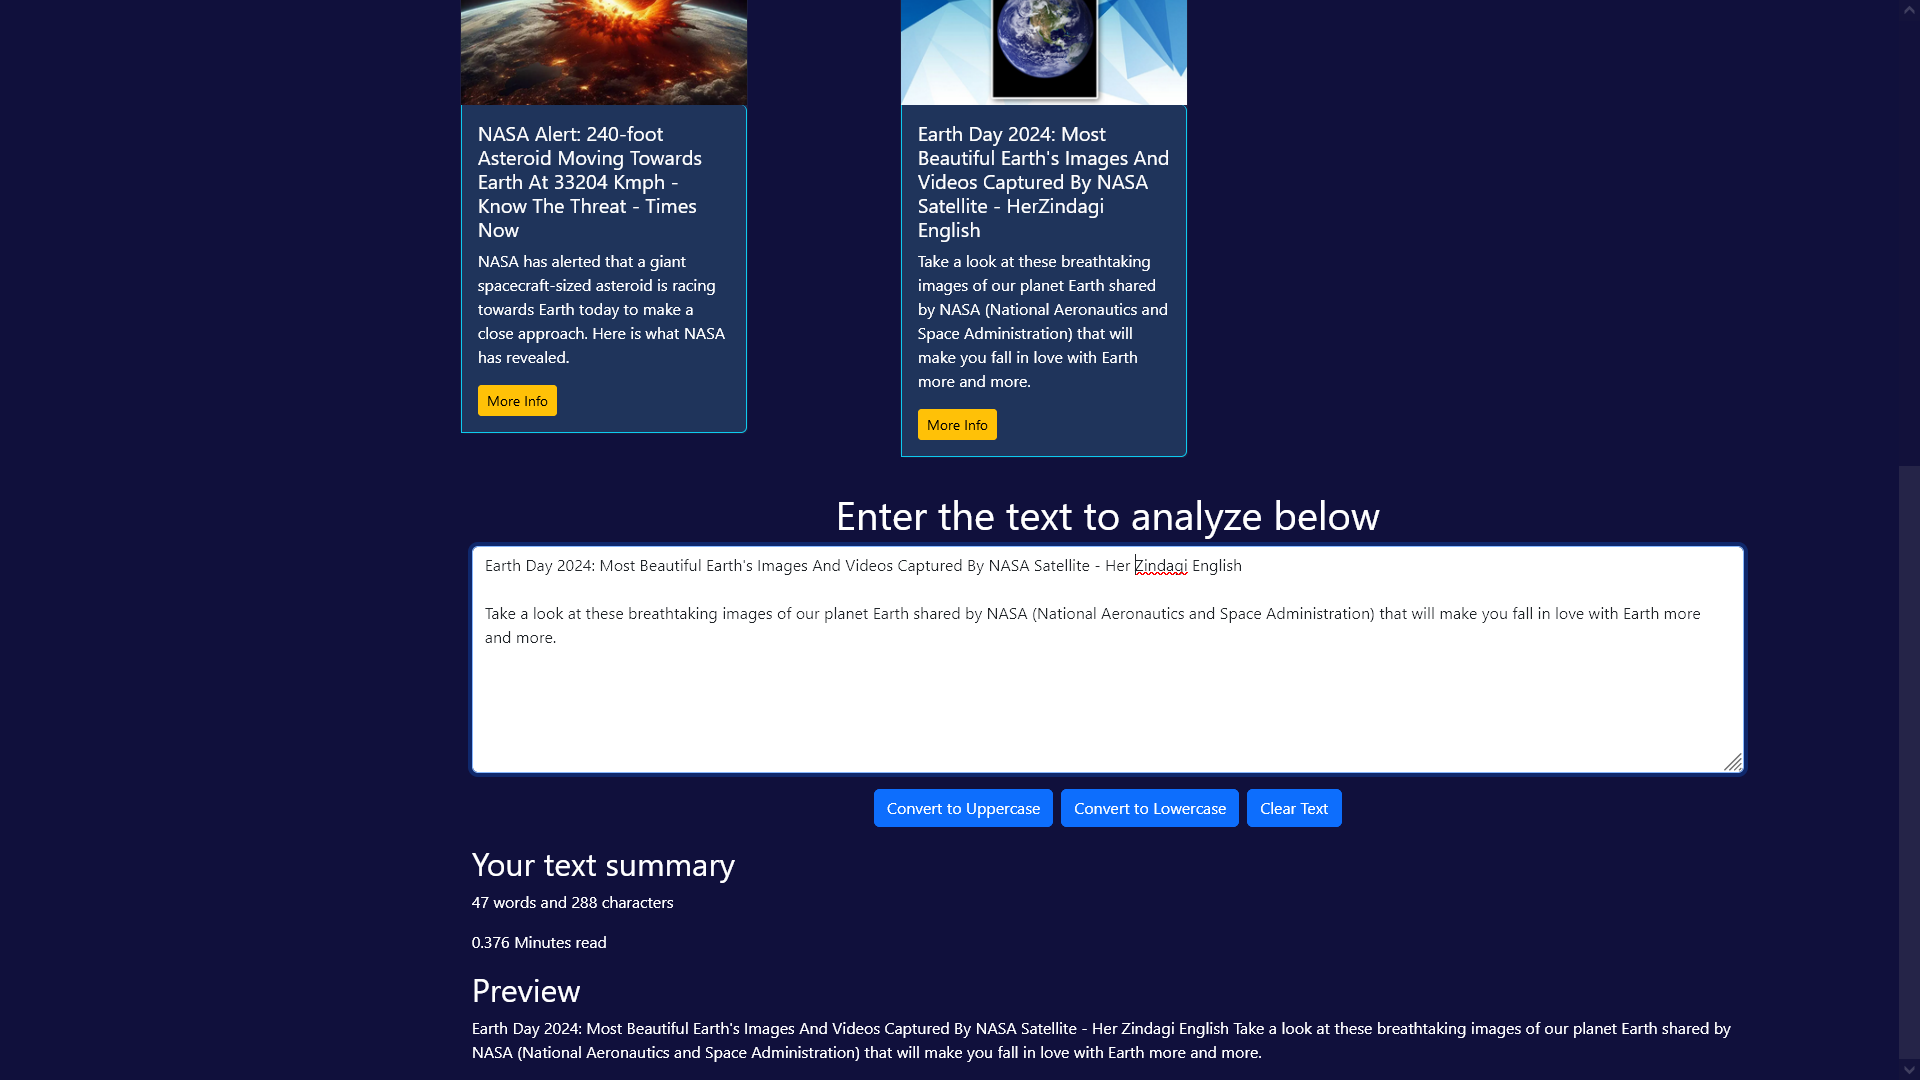 NASA Alert: 240-foot
Asteroid Moving Towards
Earth At 33204 Kmph -
Know The Threat - Times
Now
NASA has alerted that a giant
spacecraft-sized asteroid is racing
towards Earth today to make a
close approach. Here is what NASA
has revealed.
More Info
Earth Day 2024: Most
Beautiful Earth's Images And
Videos Captured By NASA
Satellite - HerZindagi
English
Take a look at these breathtaking
images of our planet Earth shared
by NASA (National Aeronautics and
Space Administration) that will
make you fall in love with Earth
more and more.
More Info
Enter the text to analyze below
Earth Day 2024: Most Beautiful Earth's Images And Videos Captured By NASA Satellite - Her Zindagi English
Take a look at these breathtaking images of our planet Earth shared by NASA (National Aeronautics and Space Administration) that will make you fall in love with Earth more
and more.
Convert to Uppercase
Convert to Lowercase
Clear Text
Your text summary
47 words and 288 characters
0.376 Minutes read
Preview
Earth Day 2024: Most Beautiful Earth's Images And Videos Captured By NASA Satellite - Her Zindagi English Take a look at these breathtaking images of our planet Earth shared by
NASA (National Aeronautics and Space Administration) that will make you fall in love with Earth more and more.